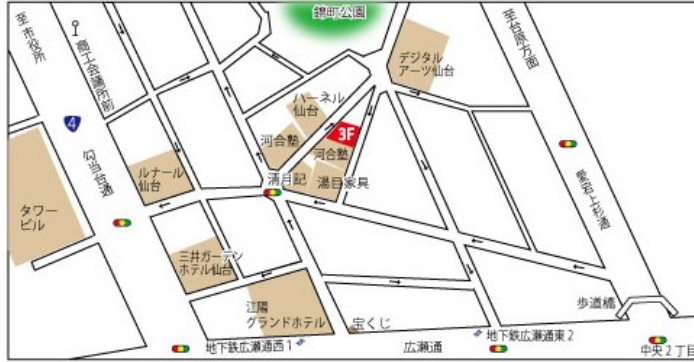 錦町公園
至市役所
商工会議所前
4
勾当台通
タワー
ビル
ルナール
仙台
ハーネル
仙台
河合塾
3F
河合塾
清月記
湯目家具
デジタル
アーツ仙台
至台原方面
愛宕上杉通
三井ガーデン
ホテル仙台
江陽
グランドホテル
宝くじ
地下鉄広瀬通西1
広瀬通
地下鉄広瀬通東2
歩道橋
中央2丁目